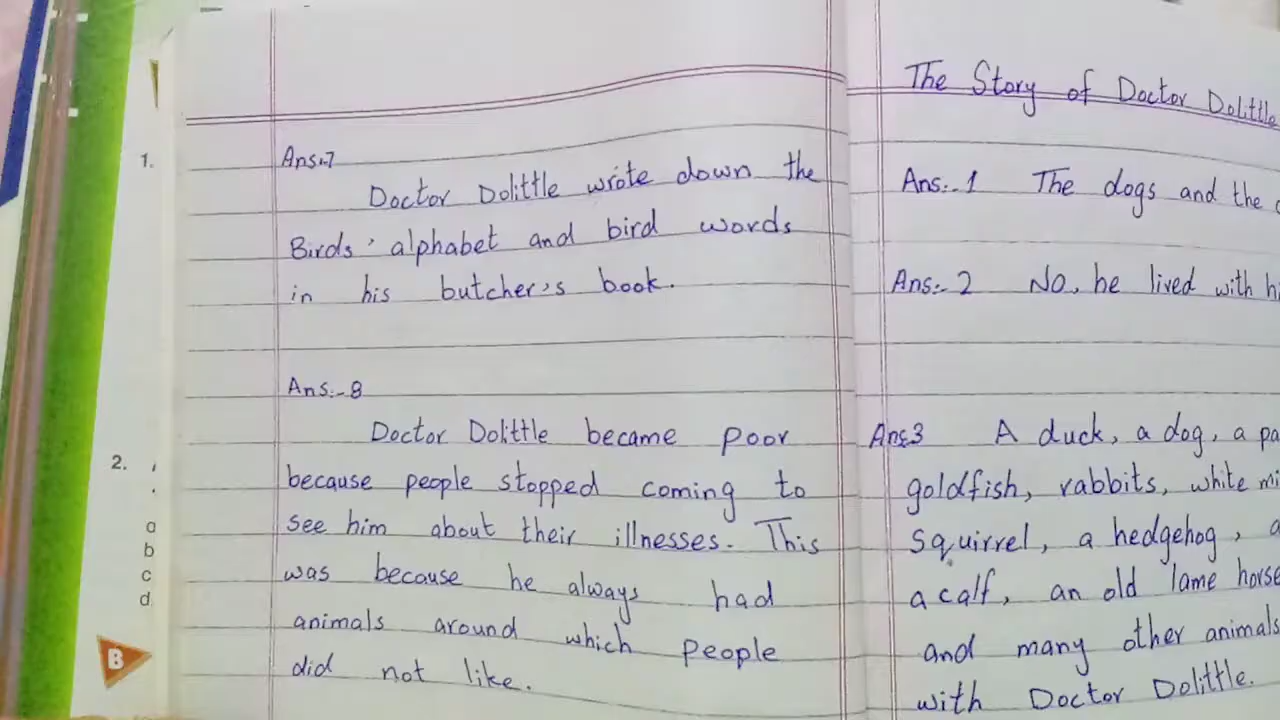 1.
2.
a
b
c
d
B
Ans:-7
Doctor Dolittle wrote down the
Birds' alphabet and bird words
in his butcher's book.
Ans:-8
Doctor Dolittle became poor
because people stopped coming to
see him about their illnesses. This
was because he always had
animals around which people
did not like.
The Story of Doctor Dolittle
Ans:-1 The dogs and the
Ans:-2 No, he lived with
Ans:3 A duck, a dog, a
goldfish, rabbits, white
squirrel, a hedgehog,
a calf, an old lame horse
and many other animals
with Doctor Dolittle.